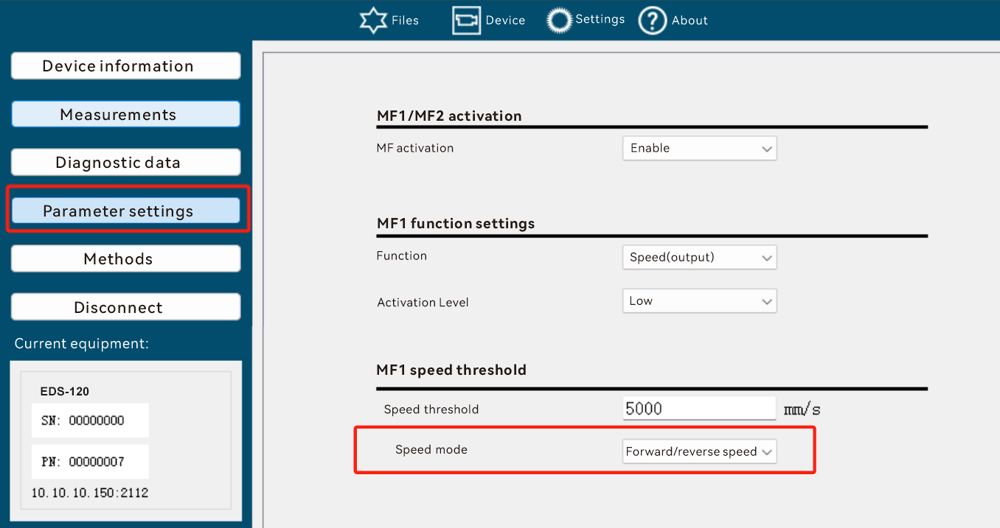 Files Device Settings ? About
Device information
Measurements
Diagnostic data
Parameter settings
Methods
Disconnect
Current equipment:
EDS-120
SN: 00000000
PN: 00000007
10.10.10.150:2112
MF1/MF2 activation
MF activation Enable
MF1 function settings
Function Speed(output)
Activation Level Low
MF1 speed threshold
Speed threshold 5000 mm/s
Speed mode Forward/reverse speed